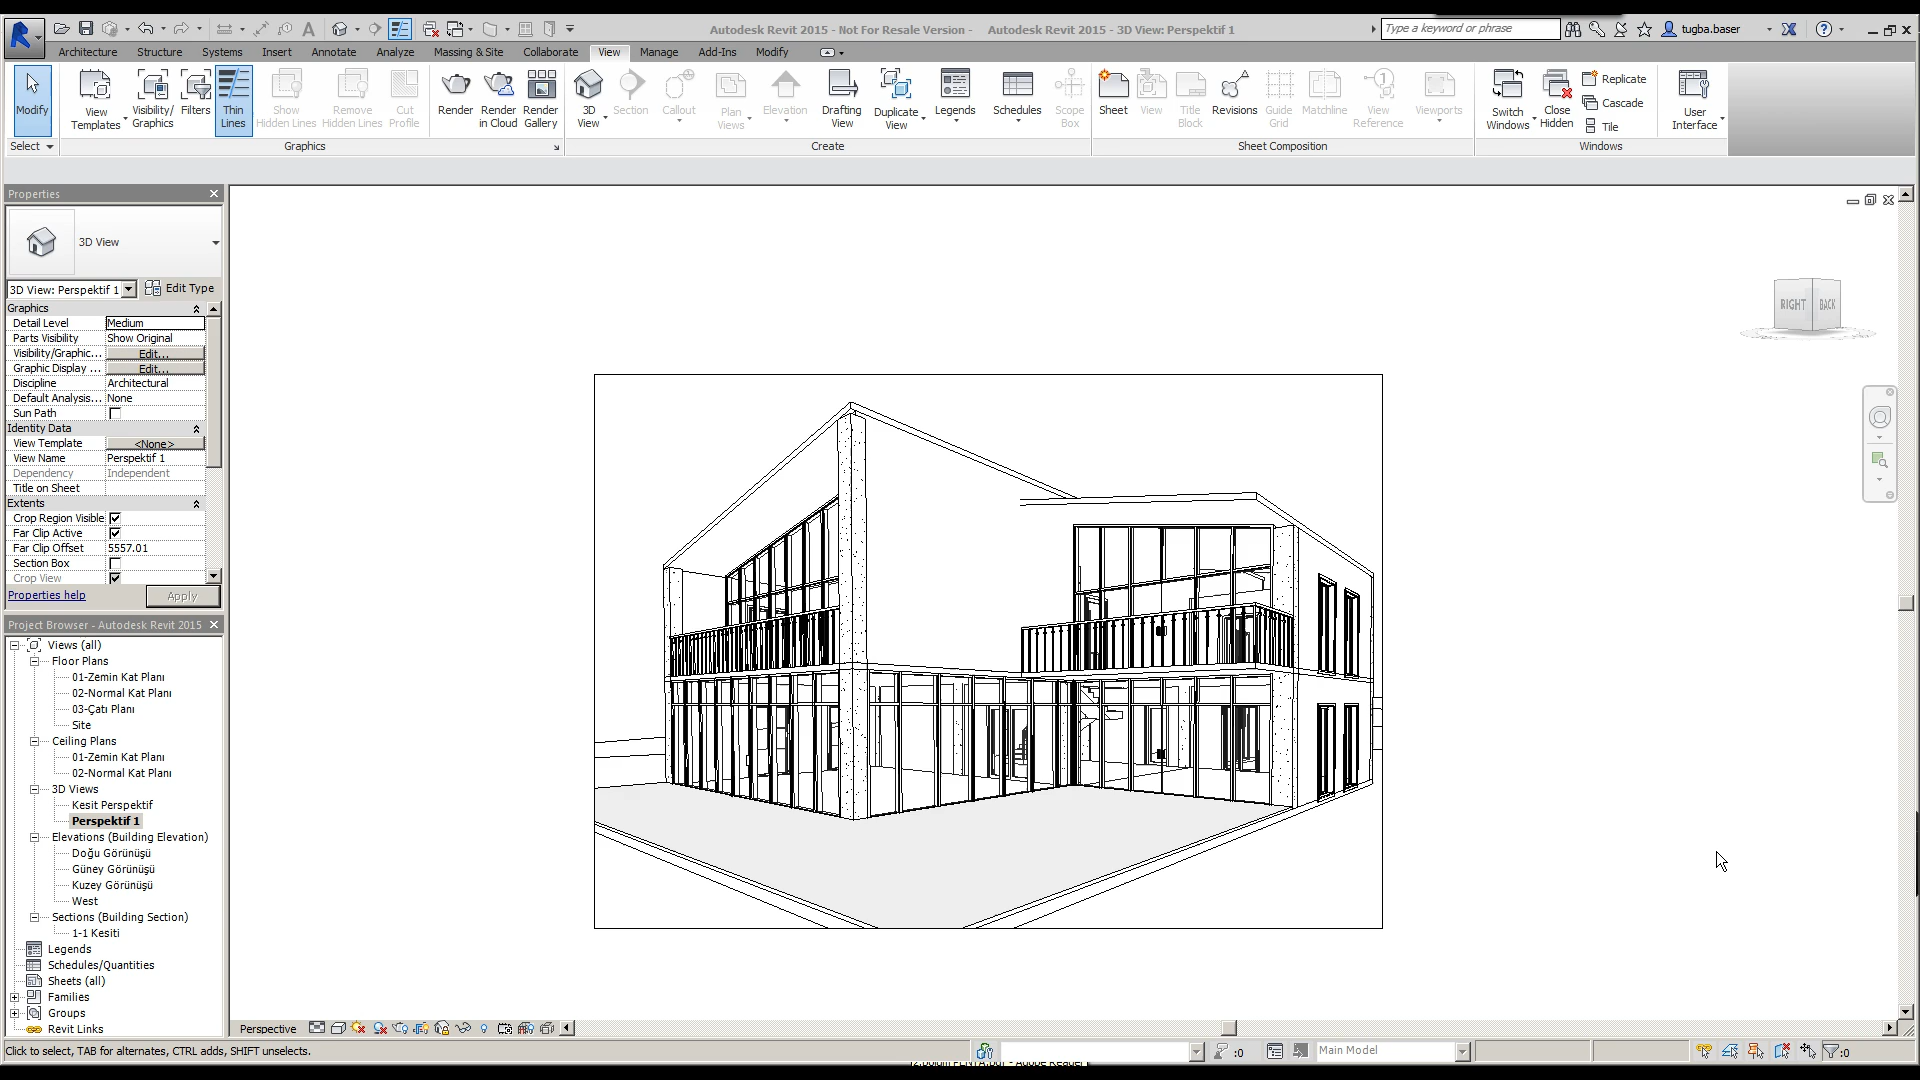 Autodesk Revit 2015 - Not For Resale Version -    Autodesk Revit 2015 - 3D View: Perspektif 1
Type a keyword or phrase
tugba.baser
Architecture Structure Systems Insert Annotate Analyze Massing & Site Collaborate View Manage Add-Ins Modify
Modify
View Templates
Visibility/ Graphics
Filters
Thin Lines
Show Hidden Lines
Remove Hidden Lines
Cut Profile
Render
Render in Cloud
Render Gallery
3D View
Section
Callout
Plan Views
Elevation
Drafting View
Duplicate View
Legends
Schedules
Scope Box
Sheet
View
Title Block
Revisions
Guide Grid
Matchline
View Reference
Viewports
Switch Windows
Close Hidden
Replicate
Cascade
Tile
User Interface
Select
Graphics
Create
Sheet Composition
Windows
Properties
3D View
3D View: Perspektif 1 Edit Type
Graphics
Detail Level Medium
Parts Visibility Show Original
Visibility/Graphic... Edit...
Graphic Display ... Edit...
Discipline Architectural
Default Analysis... None
Sun Path
Identity Data
View Template <None>
View Name Perspektif 1
Dependency Independent
Title on Sheet
Extents
Crop Region Visible
Far Clip Active
Far Clip Offset 5557.01
Section Box
Crop View
Properties help Apply
Project Browser - Autodesk Revit 2015
Views (all)
Floor Plans
01-Zemin Kat Planı
02-Normal Kat Planı
03-Çatı Planı
Site
Ceiling Plans
01-Zemin Kat Planı
02-Normal Kat Planı
3D Views
Kesit Perspektif
Perspektif 1
Elevations (Building Elevation)
Doğu Görünüşü
Güney Görünüşü
Kuzey Görünüşü
West
Sections (Building Section)
1-1 Kesiti
Legends
Schedules/Quantities
Sheets (all)
Families
Groups
Revit Links
RIGHT BACK
Perspective
Click to select, TAB for alternates, CTRL adds, SHIFT unselects.
:0
Main Model
:0